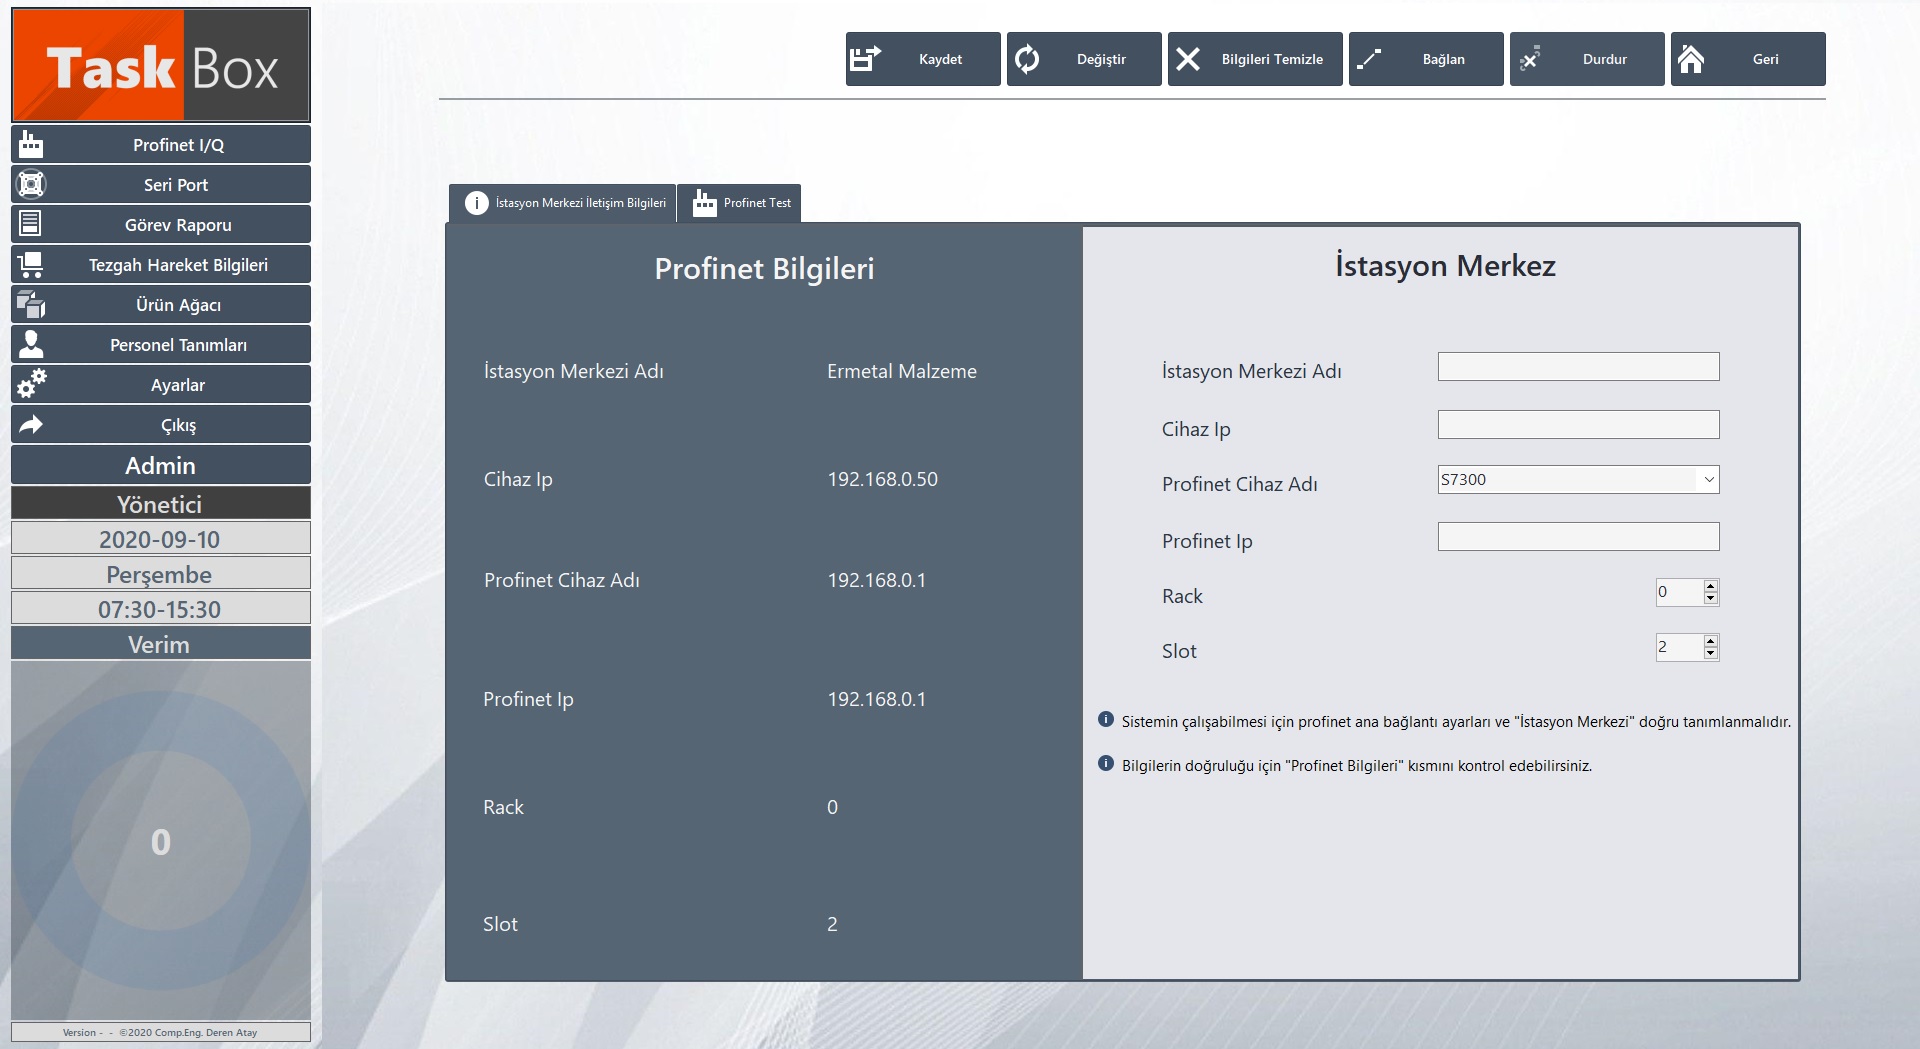 Task Box
Kaydet
Değiştir
Bilgileri Temizle
Bağlan
Durdur
Geri
Profinet I/Q
Seri Port
Görev Raporu
Tezgah Hareket Bilgileri
Ürün Ağacı
Personel Tanımları
Ayarlar
Çıkış
Admin
Yönetici
2020-09-10
Perşembe
07:30-15:30
Verim
0
Version - - ©2020 Comp.Eng. Deren Atay
İstasyon Merkezi İletişim Bilgileri
Profinet Test
Profinet Bilgileri
İstasyon Merkezi Adı Ermetal Malzeme
Cihaz Ip 192.168.0.50
Profinet Cihaz Adı 192.168.0.1
Profinet Ip 192.168.0.1
Rack 0
Slot 2
İstasyon Merkez
İstasyon Merkezi Adı
Cihaz Ip
Profinet Cihaz Adı S7300
Profinet Ip
Rack 0
Slot 2
Sistemin çalışabilmesi için profinet ana bağlantı ayarları ve "İstasyon Merkezi" doğru tanımlanmalıdır.
Bilgilerin doğruluğu için "Profinet Bilgileri" kısmını kontrol edebilirsiniz.